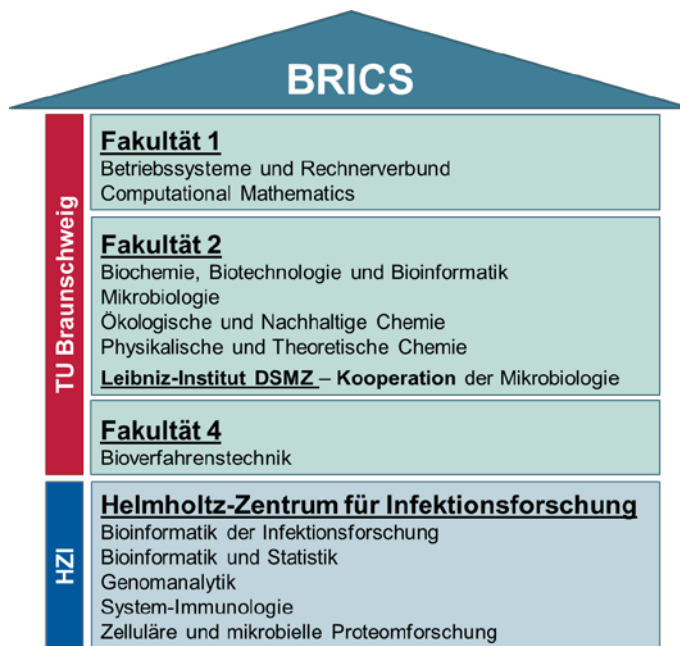 BRICS
TU Braunschweig
Fakultät 1
Betriebssysteme und Rechnerverbund
Computational Mathematics
Fakultät 2
Biochemie, Biotechnologie und Bioinformatik
Mikrobiologie
Ökologische und Nachhaltige Chemie
Physikalische und Theoretische Chemie
Leibniz-Institut DSMZ – Kooperation der Mikrobiologie
Fakultät 4
Bioverfahrenstechnik
HZI
Helmholtz-Zentrum für Infektionsforschung
Bioinformatik der Infektionsforschung
Bioinformatik und Statistik
Genomanalytik
System-Immunologie
Zelluläre und mikrobielle Proteomforschung